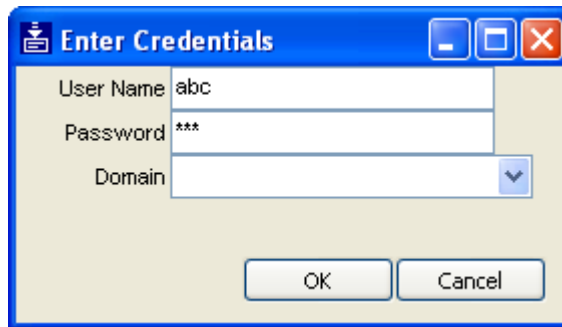 Enter Credentials
User Name abc
Password ***
Domain
OK Cancel